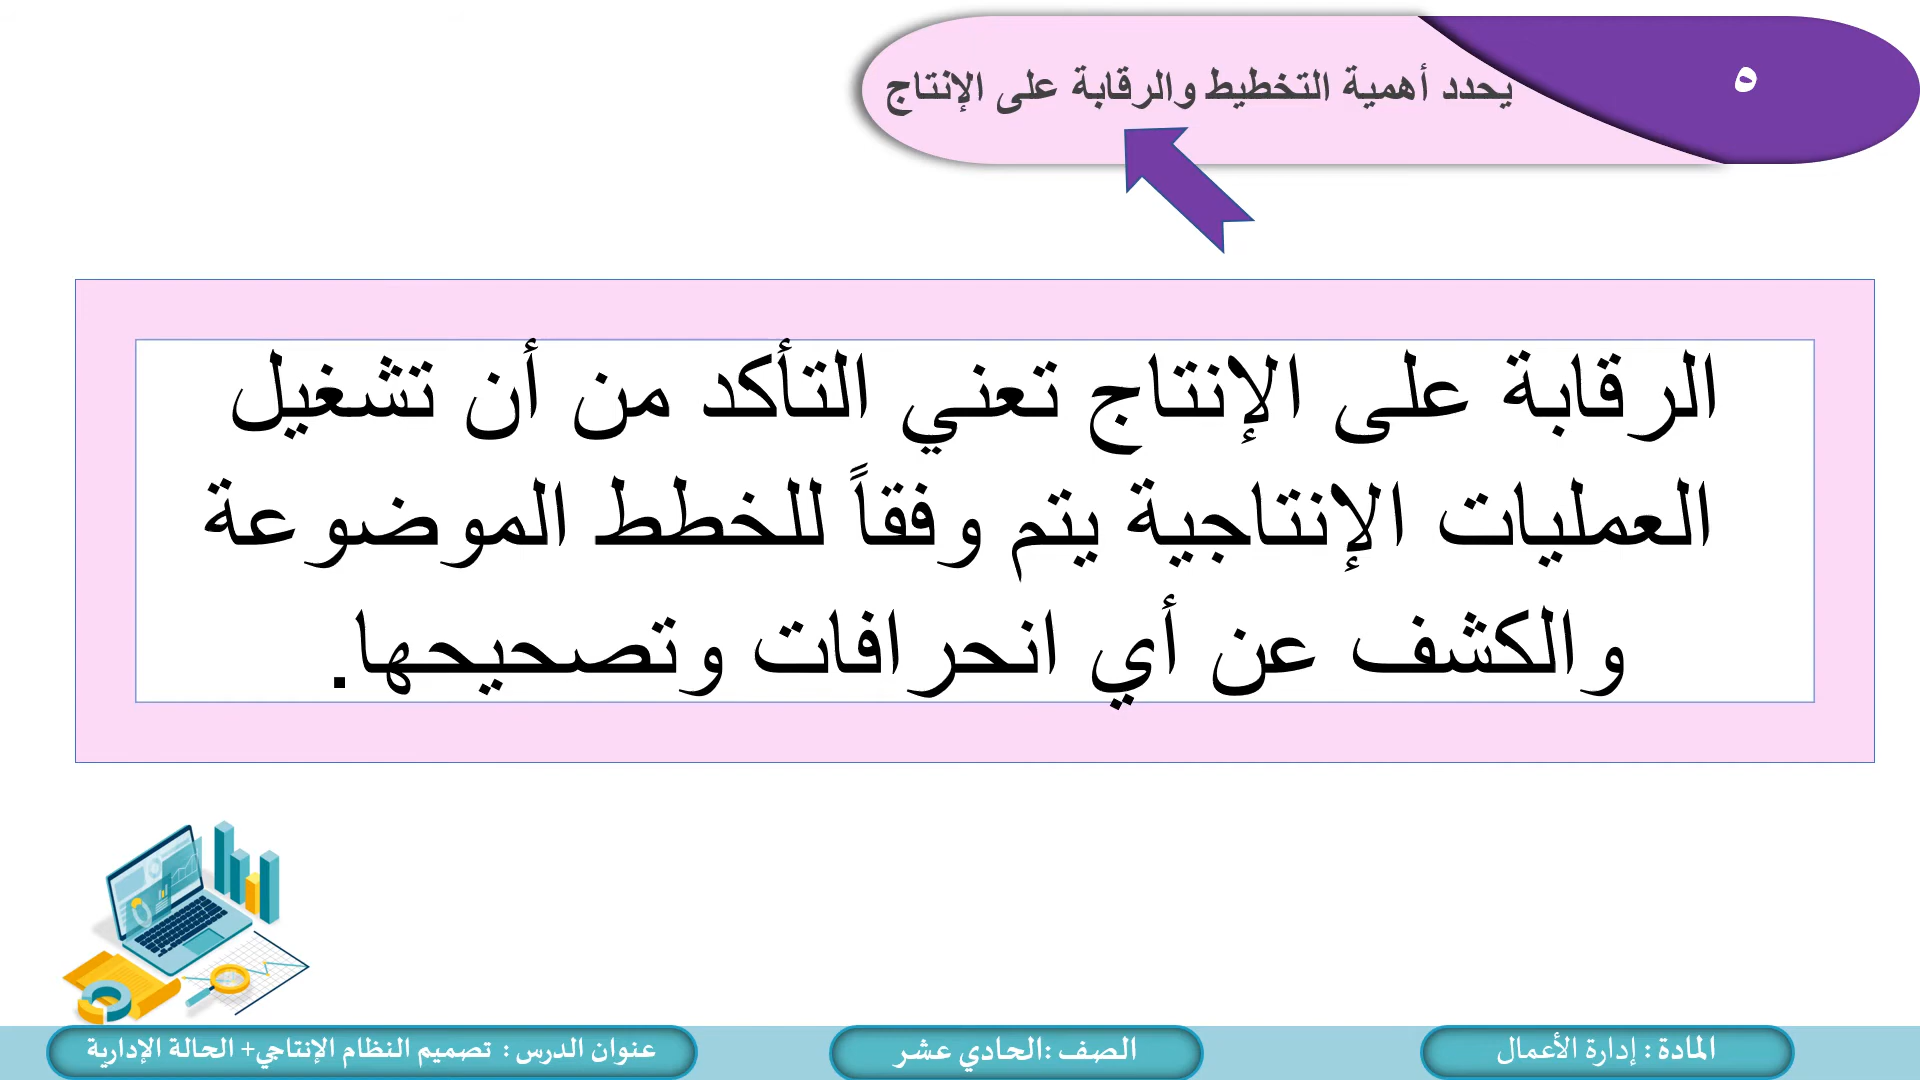 ٥
يحدد أهمية التخطيط والرقابة على الإنتاج
الرقابة على الإنتاج تعني التأكد من أن تشغيل
العمليات الإنتاجية يتم وفقاً للخطط الموضوعة
والكشف عن أي انحرافات وتصحيحها.
المادة : إدارة الأعمال
الصف :الحادي عشر
عنوان الدرس : تصميم النظام الإنتاجي+ الحالة الإدارية